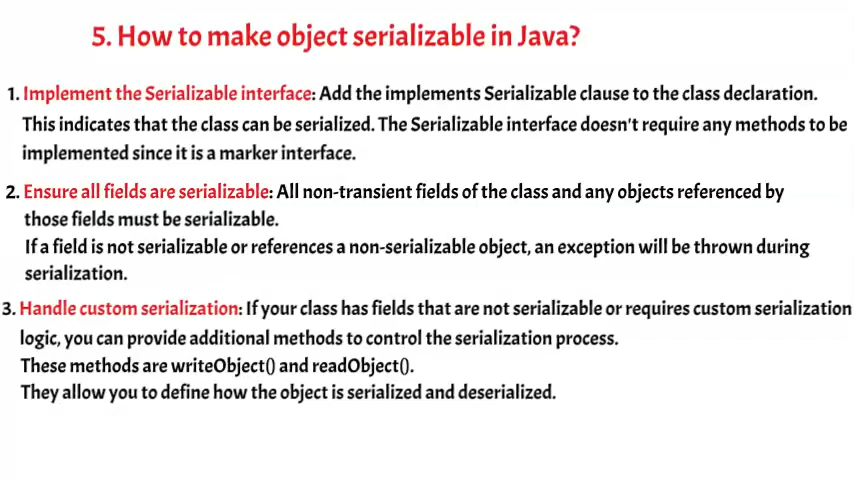 5. How to make object serializable in Java?
1. Implement the Serializable interface: Add the implements Serializable clause to the class declaration.
This indicates that the class can be serialized. The Serializable interface doesn't require any methods to be
implemented since it is a marker interface.
2. Ensure all fields are serializable: All non-transient fields of the class and any objects referenced by
those fields must be serializable.
If a field is not serializable or references a non-serializable object, an exception will be thrown during
serialization.
3. Handle custom serialization: If your class has fields that are not serializable or requires custom serialization
logic, you can provide additional methods to control the serialization process.
These methods are writeObject() and readObject().
They allow you to define how the object is serialized and deserialized.